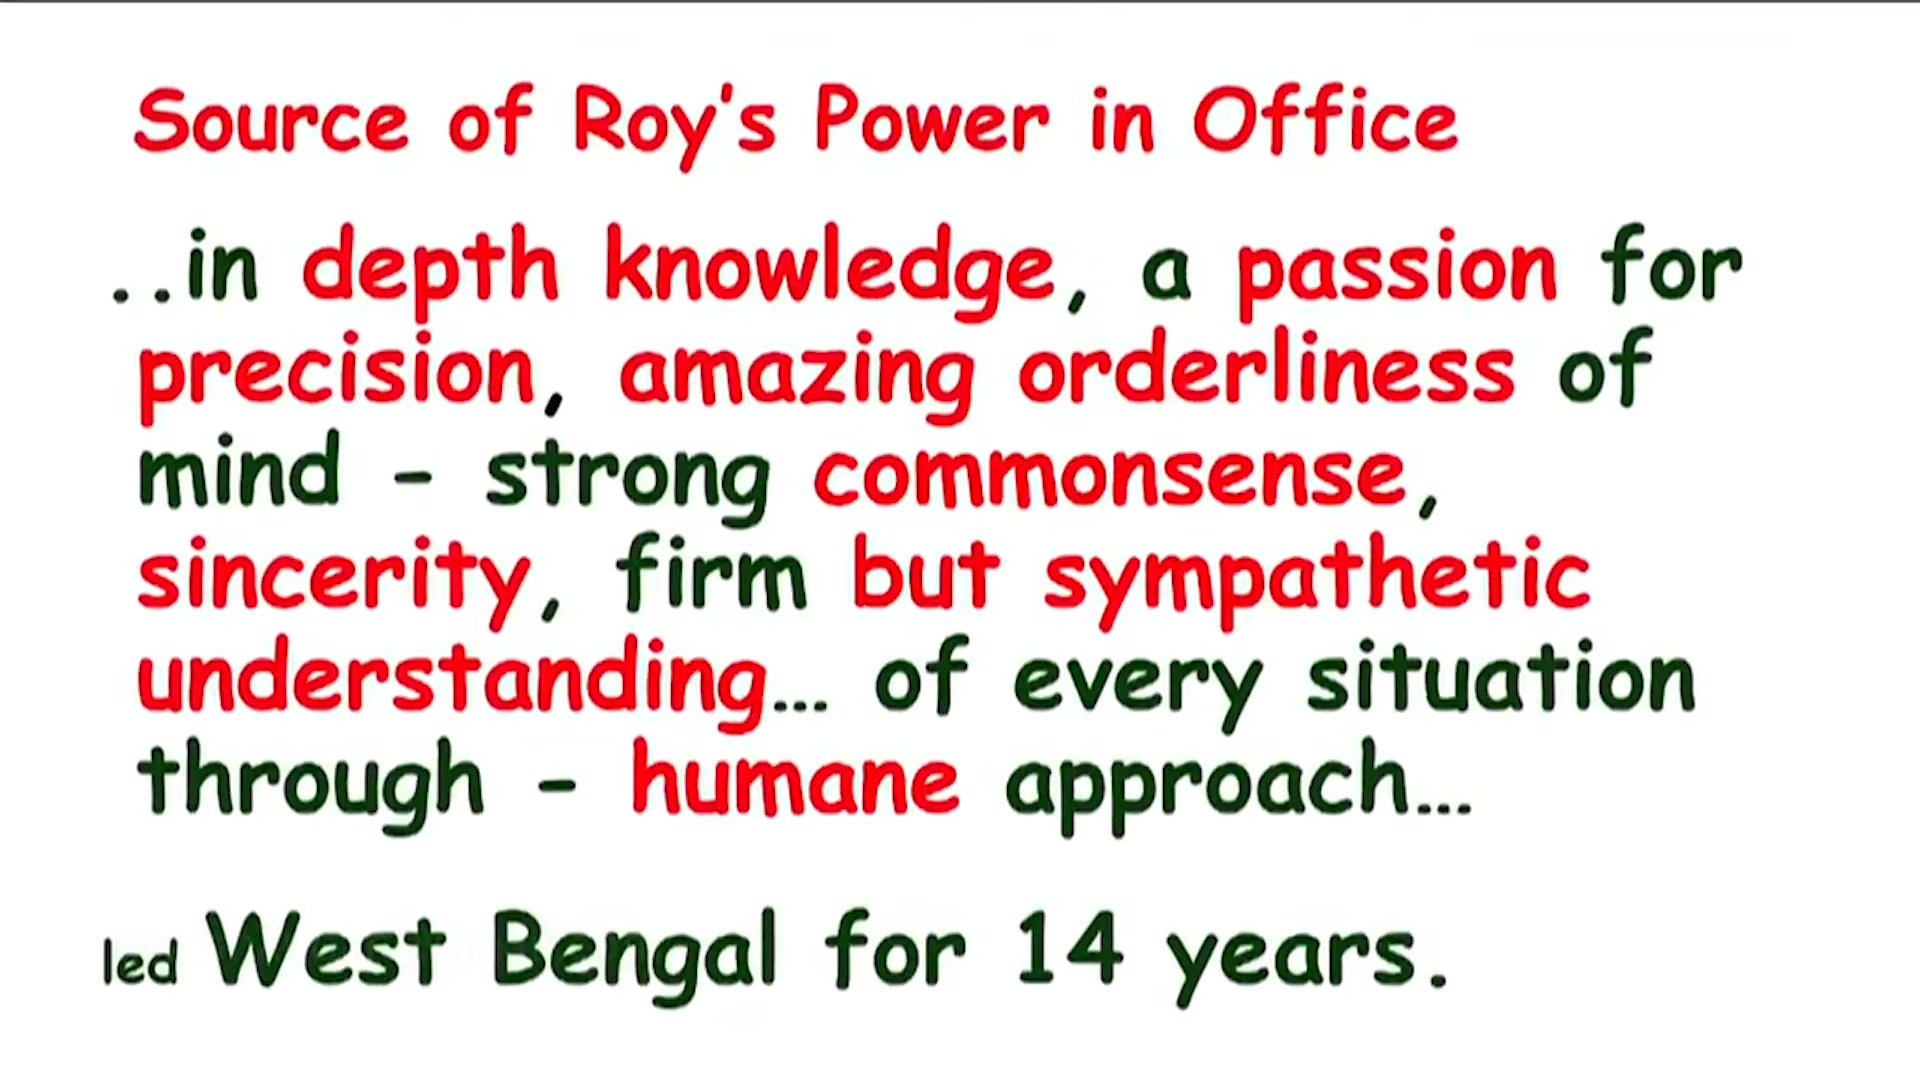 Source of Roy's Power in Office
..in depth knowledge, a passion for
precision, amazing orderliness of
mind – strong commonsense,
sincerity, firm but sympathetic
understanding… of every situation
through – humane approach…
led West Bengal for 14 years.